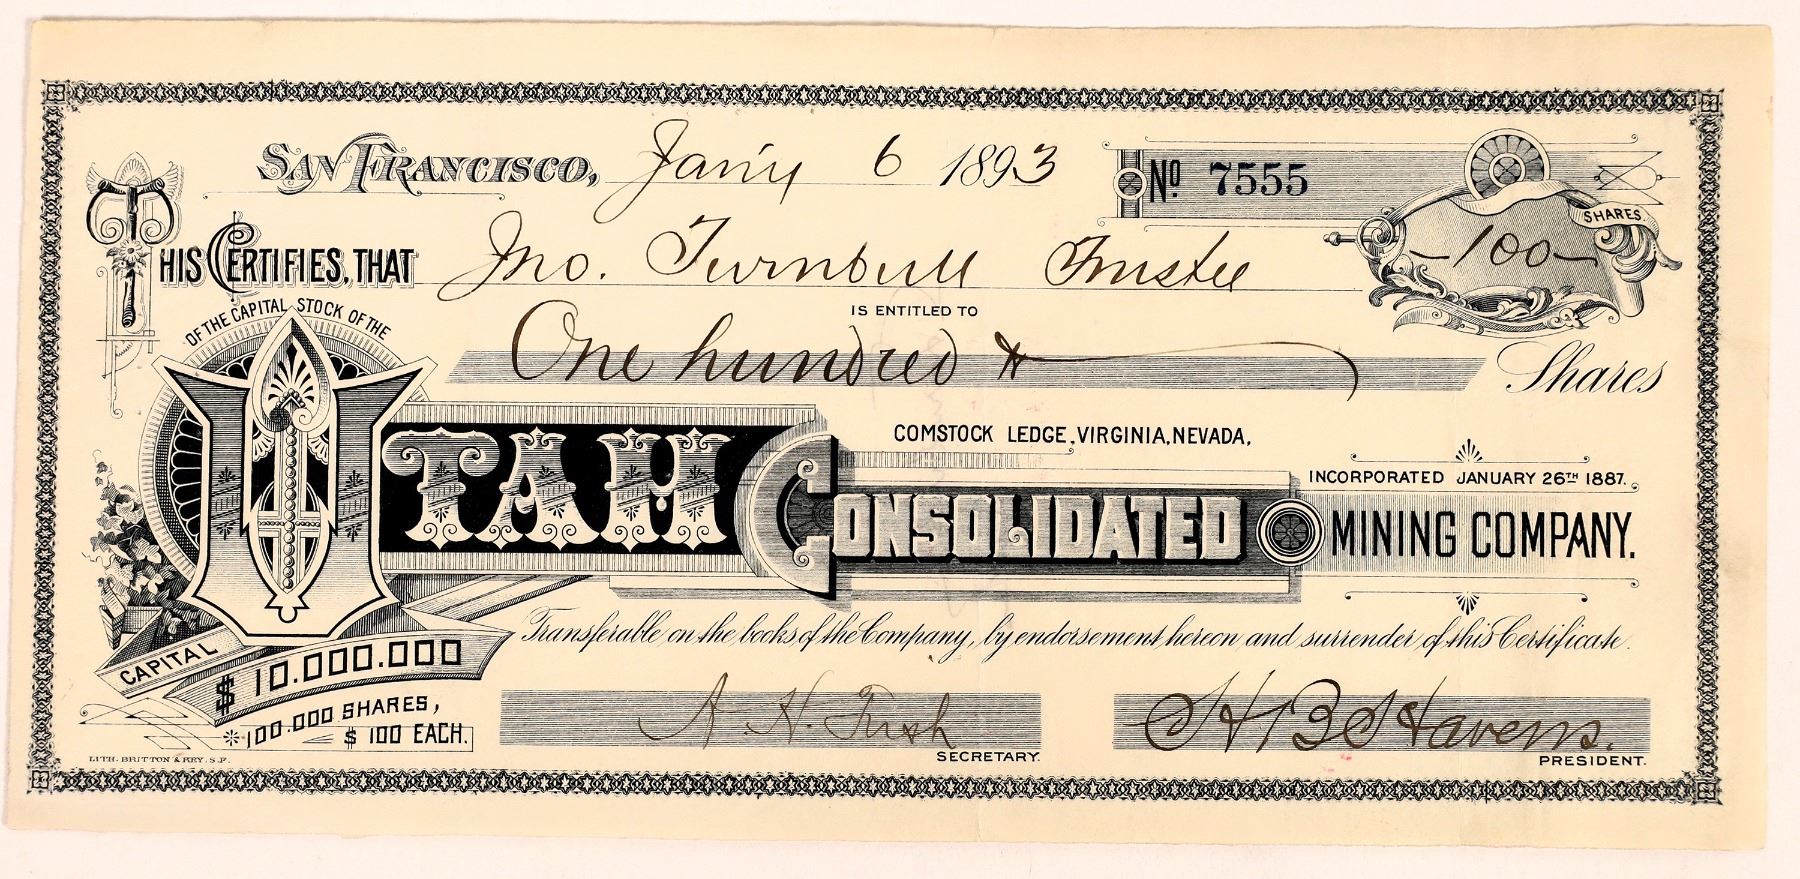 SAN FRANCISCO, Jan'y 6 1893
No 7555
SHARES.
-100-
THIS CERTIFIES, THAT Jno. Turnbull Trustee
IS ENTITLED TO
One hundred & Shares
OF THE CAPITAL STOCK OF THE
COMSTOCK LEDGE, VIRGINIA, NEVADA,
UTAH CONSOLIDATED MINING COMPANY.
INCORPORATED JANUARY 26TH 1887.
Transferable on the books of the Company, by endorsement hereon and surrender of this Certificate.
CAPITAL
$10.000.000
100.000 SHARES,
$100 EACH.
A. H. Fish
SECRETARY.
H B Havens.
PRESIDENT.
LITH. BRITTON & REY. S.F.